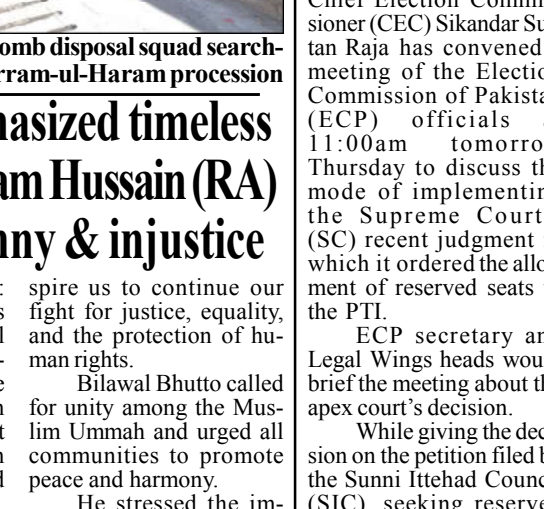 omb disposal squad search-
rram-ul-Haram procession
asized timeless
am Hussain (RA)
nny & injustice
spire us to continue our
fight for justice, equality,
and the protection of hu-
man rights.
Bilawal Bhutto called
for unity among the Mus-
lim Ummah and urged all
communities to promote
peace and harmony.
He stressed the im-
Chief Election Commi
sioner (CEC) Sikandar Su
tan Raja has convened
meeting of the Electio
Commission of Pakista
(ECP) officials a
11:00am tomorro
Thursday to discuss th
mode of implementin
the Supreme Court
(SC) recent judgment
which it ordered the allo
ment of reserved seats
the PTI.
ECP secretary an
Legal Wings heads wou
brief the meeting about th
apex court's decision.
While giving the dec
sion on the petition filed b
the Sunni Ittehad Counc
(SIC), seeking reserve